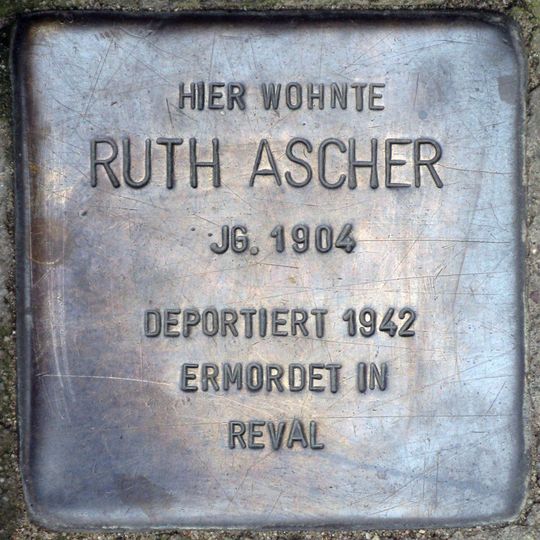 HIER WOHNTE
RUTH ASCHER
JG. 1904
DEPORTIERT 1942
ERMORDET IN
REVAL